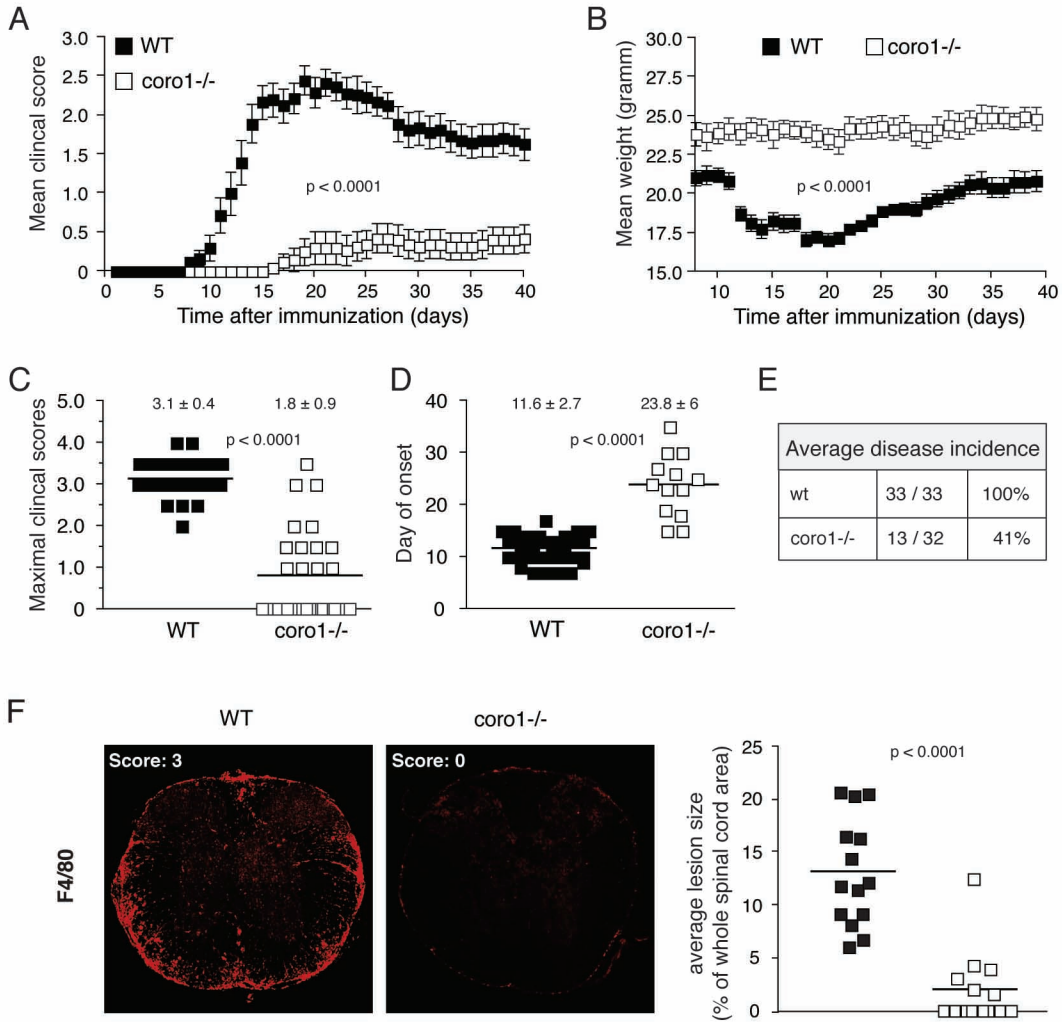 A
3.0
2.5
2.0
1.5
1.0
0.5
0
WT
coro1-/-
p < 0.0001
Mean clincal score
0 5 10 15 20 25 30 35 40
Time after immunization (days)
B
30.0
27.5
25.0
22.5
20.0
17.5
15.0
WT
coro1-/-
p < 0.0001
Mean weight (gramm)
10 15 20 25 30 35 40
Time after immunization (days)
C
5.0
4.0
3.0
2.0
1.0
0
3.1 ± 0.4
1.8 ± 0.9
p < 0.0001
Maximal clincal scores
WT
coro1-/-
D
40
30
20
10
0
11.6 ± 2.7
23.8 ± 6
p < 0.0001
Day of onset
WT
coro1-/-
E
Average disease incidence
wt 33 / 33 100%
coro1-/- 13 / 32 41%
F
WT
coro1-/-
Score: 3
Score: 0
F4/80
25
20
15
10
5
0
p < 0.0001
average lesion size
(% of whole spinal cord area)